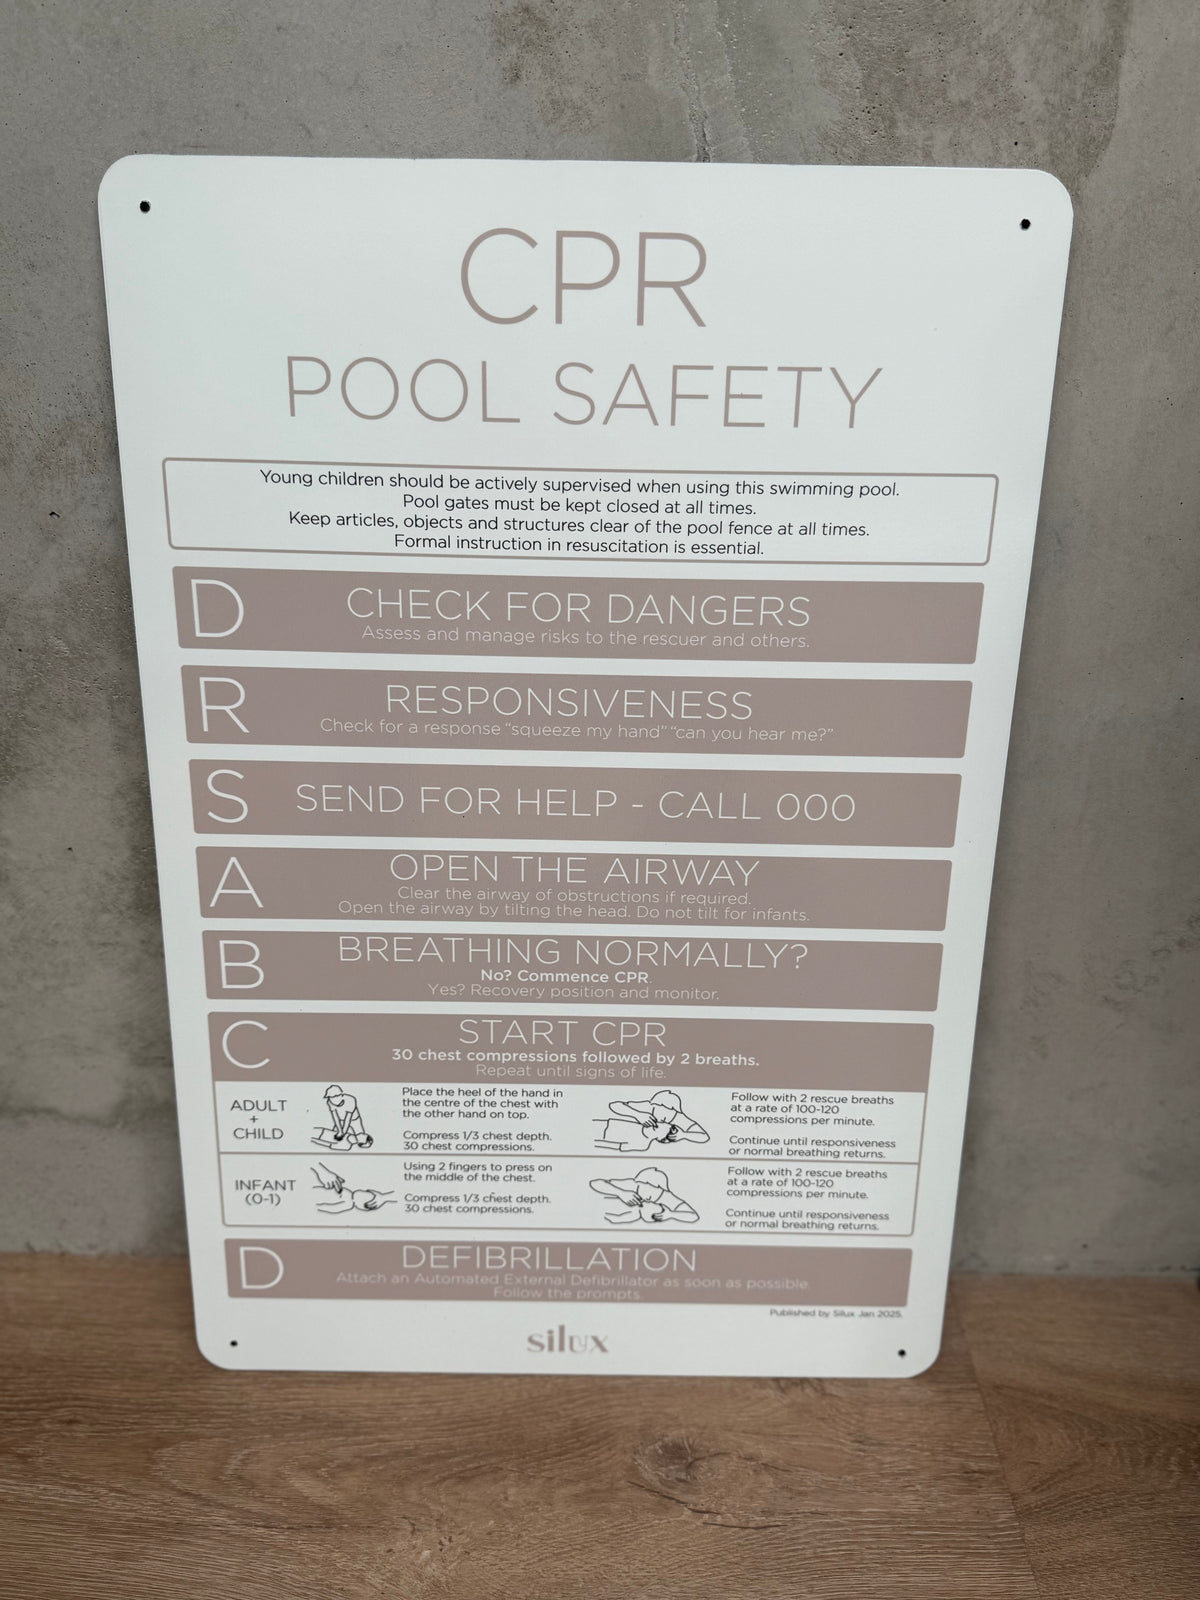 CPR
POOL SAFETY
Young children should be actively supervised when using this swimming pool.
Pool gates must be kept closed at all times.
Keep articles, objects and structures clear of the pool fence at all times.
Formal instruction in resuscitation is essential.
D
CHECK FOR DANGERS
Assess and manage risks to the rescuer and others.
R
RESPONSIVENESS
Check for a response “squeeze my hand” “can you hear me?”
S
SEND FOR HELP - CALL 000
A
OPEN THE AIRWAY
Clear the airway of obstructions if required.
Open the airway by tilting the head. Do not tilt for infants.
B
BREATHING NORMALLY?
No? Commence CPR.
Yes? Recovery position and monitor.
C
START CPR
30 chest compressions followed by 2 breaths.
Repeat until signs of life.
ADULT
+
CHILD
Place the heel of the hand in
the centre of the chest with
the other hand on top.
Compress 1/3 chest depth.
30 chest compressions.
Follow with 2 rescue breaths
at a rate of 100-120
compressions per minute.
Continue until responsiveness
or normal breathing returns.
INFANT
(0-1)
Using 2 fingers to press on
the middle of the chest.
Compress 1/3 chest depth.
30 chest compressions.
Follow with 2 rescue breaths
at a rate of 100-120
compressions per minute.
Continue until responsiveness
or normal breathing returns.
D
DEFIBRILLATION
Attach an Automated External Defibrillator as soon as possible.
Follow the prompts.
Published by Silux Jan 2025.
silux